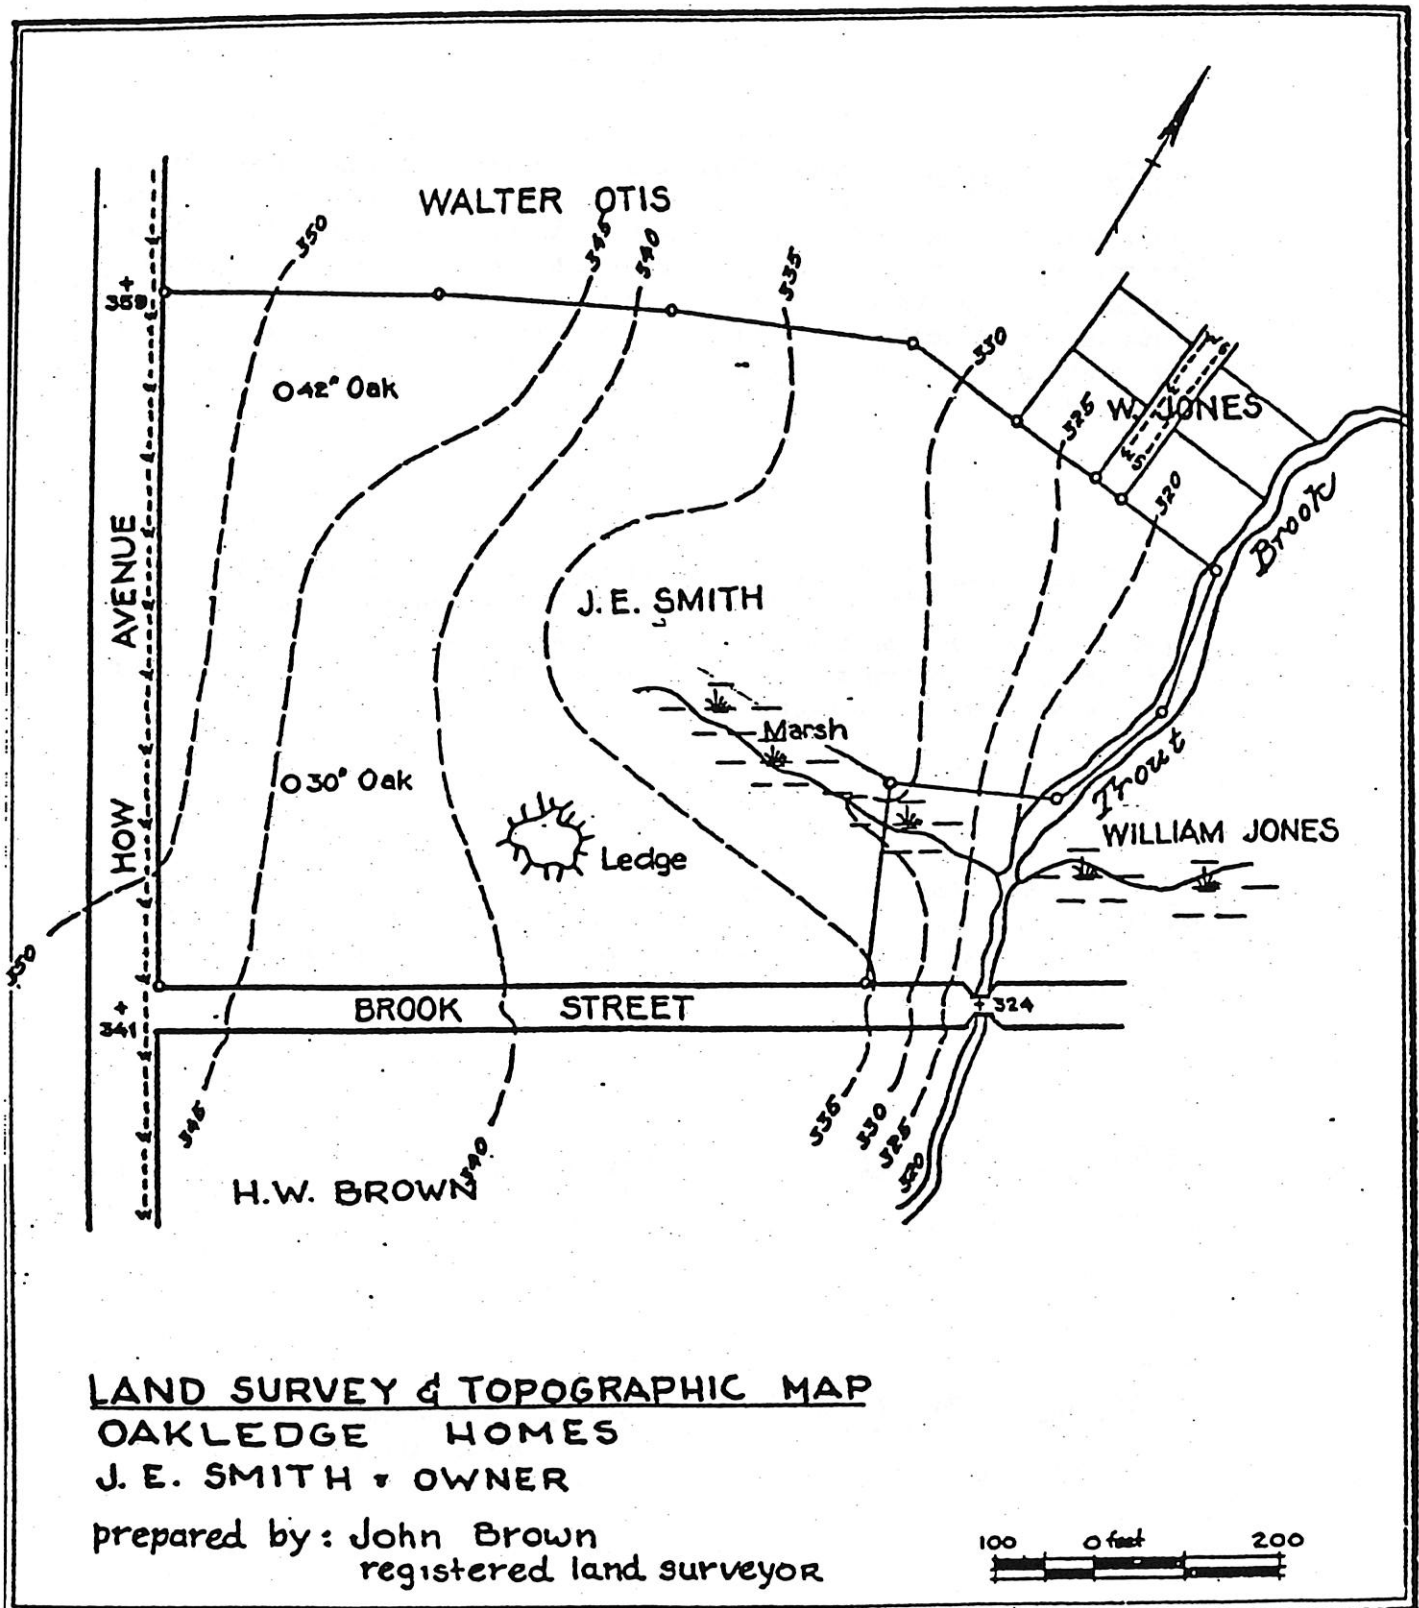 WALTER OTIS
350
345
340
335
359
330
42" Oak
W. JONES
325
320
Brook
HOW AVENUE
J. E. SMITH
Marsh
Trout
30" Oak
Ledge
WILLIAM JONES
350
BROOK STREET
324
341
345
340
335
330
325
320
H.W. BROWN
LAND SURVEY & TOPOGRAPHIC MAP
OAKLEDGE HOMES
J. E. SMITH • OWNER
prepared by: John Brown
registered land surveyor
100 0 feet 200